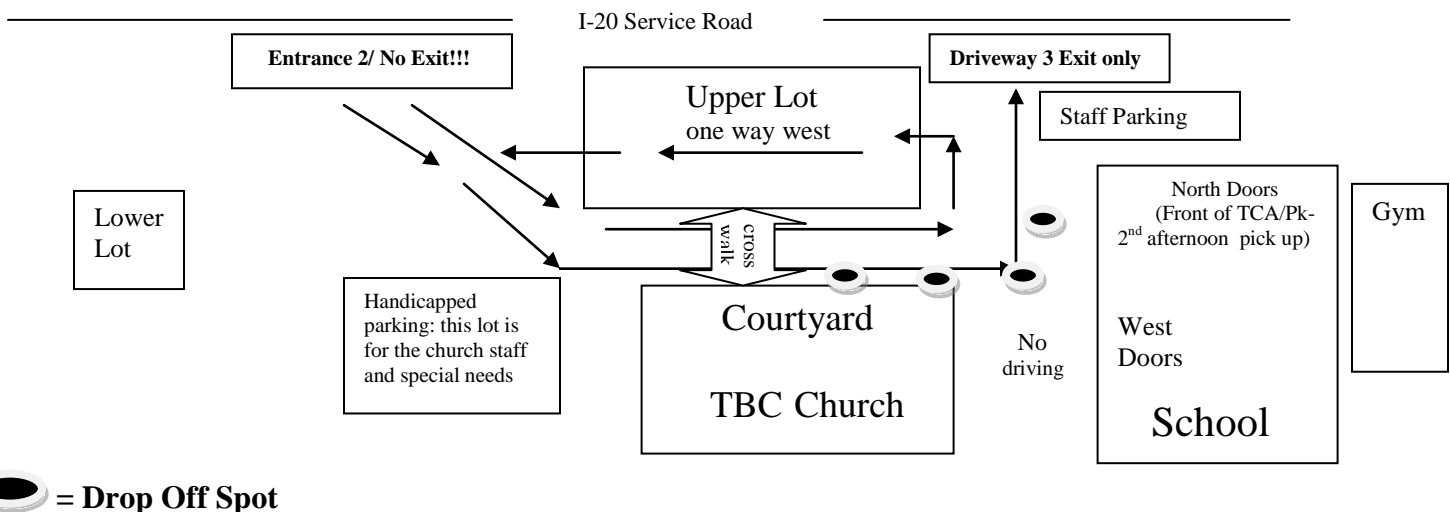 I-20 Service Road
Entrance 2/ No Exit!!!
Driveway 3 Exit only
Upper Lot
one way west
Staff Parking
Lower
Lot
cross
walk
North Doors
(Front of TCA/Pk-
2nd afternoon pick up)
Gym
Handicapped
parking: this lot is
for the church staff
and special needs
Courtyard
TBC Church
No
driving
West
Doors
School
= Drop Off Spot